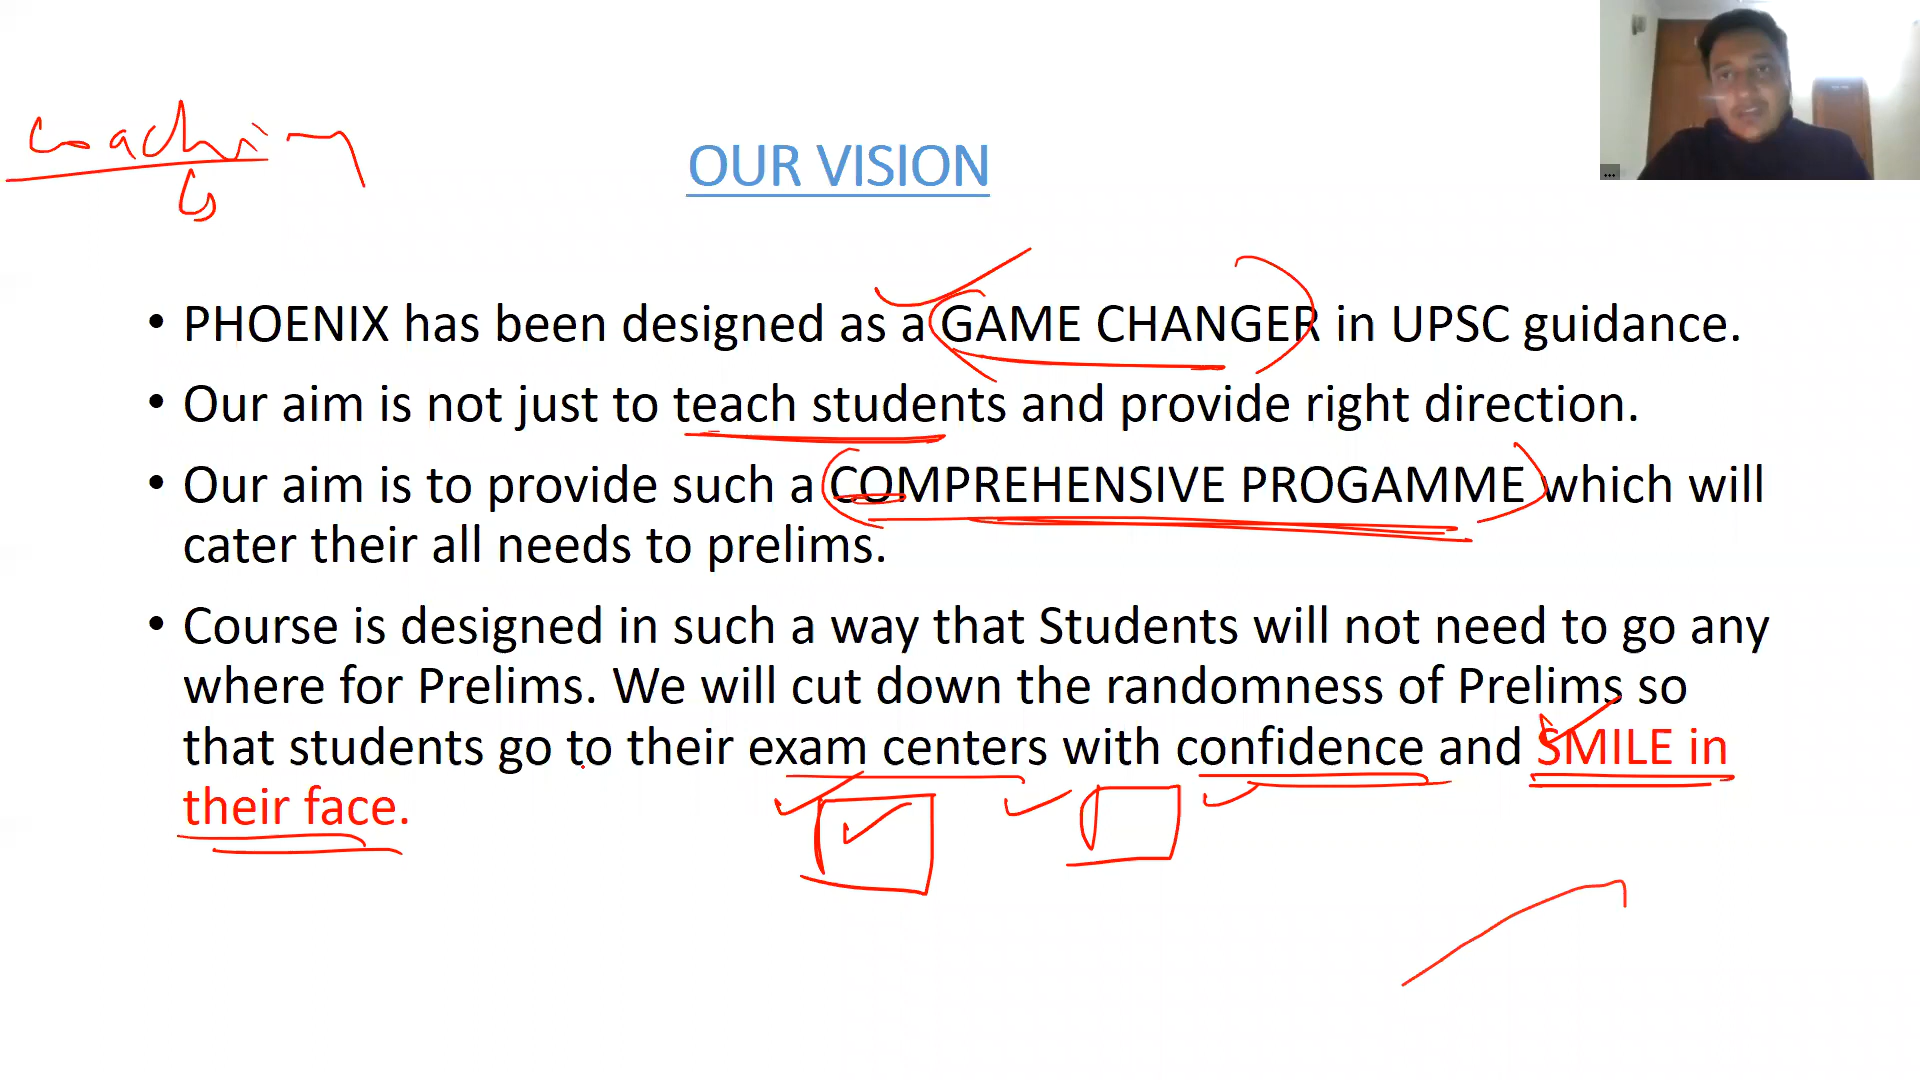 coaching
OUR VISION
• PHOENIX has been designed as a GAME CHANGER in UPSC guidance.
• Our aim is not just to teach students and provide right direction.
• Our aim is to provide such a COMPREHENSIVE PROGAMME which will
cater their all needs to prelims.
• Course is designed in such a way that Students will not need to go any
where for Prelims. We will cut down the randomness of Prelims so
that students go to their exam centers with confidence and SMILE in
their face.